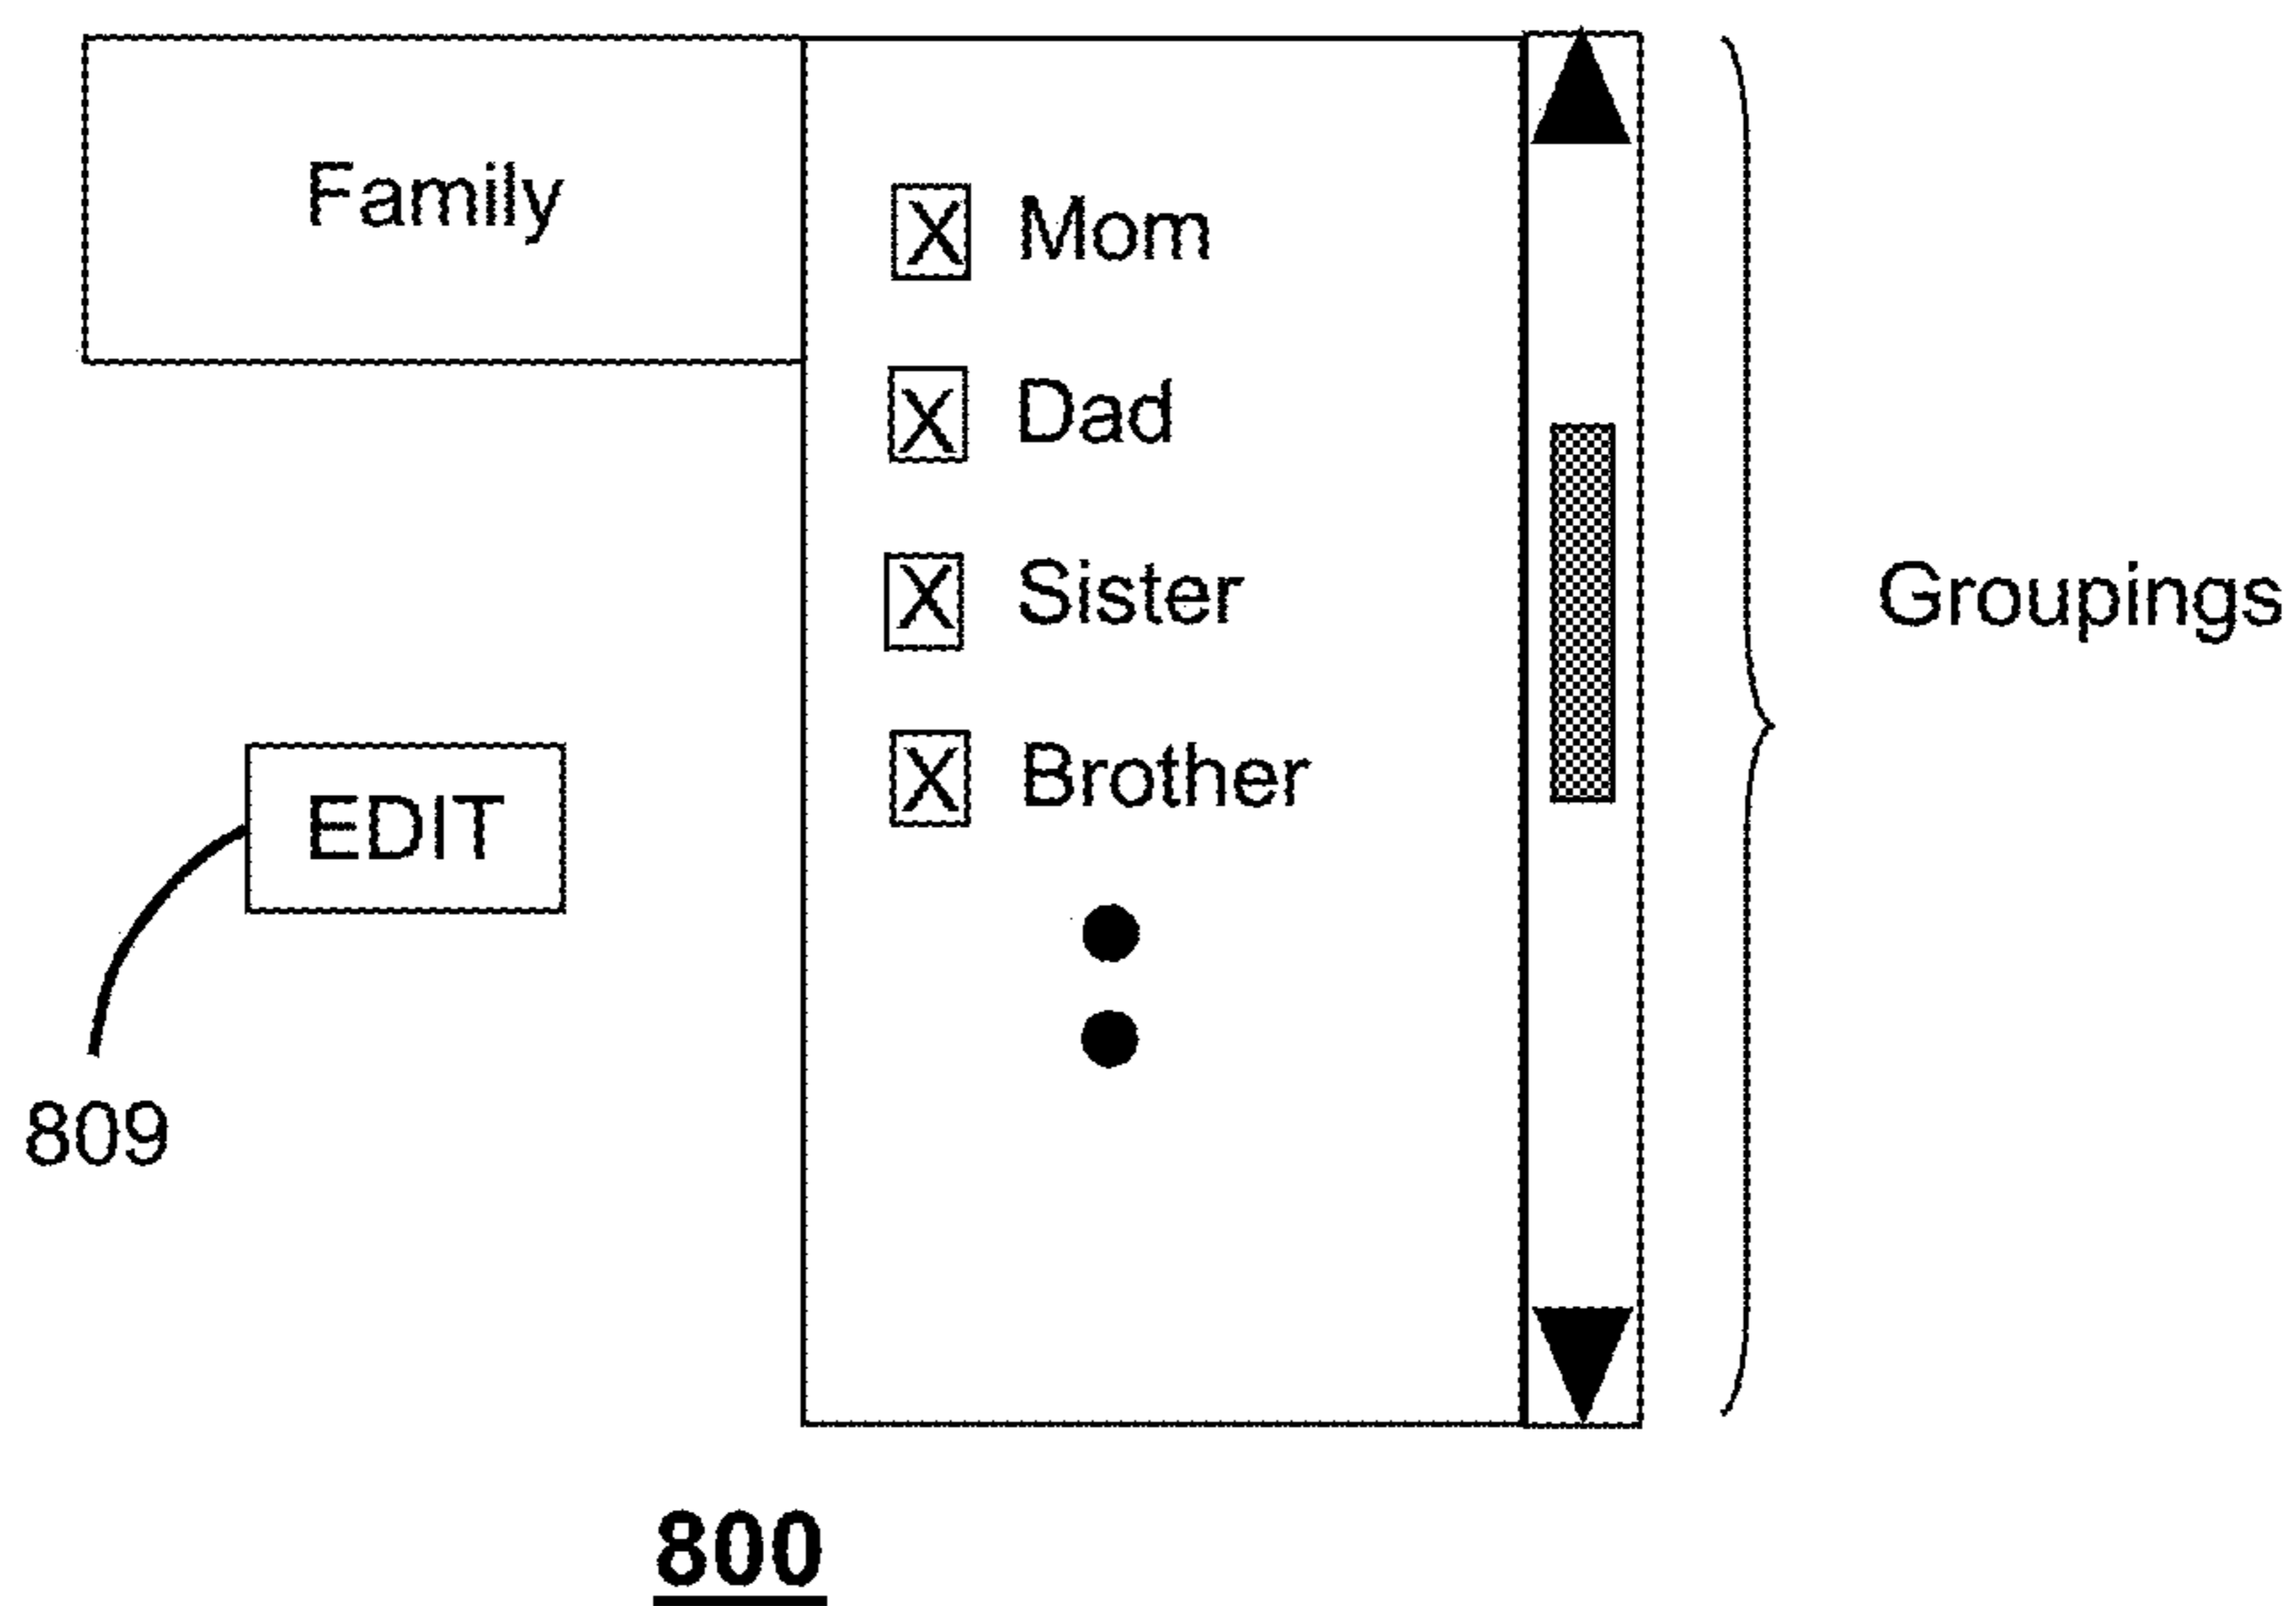 Family
X Mom
X Dad
X Sister
X Brother
Groupings
EDIT
809
800